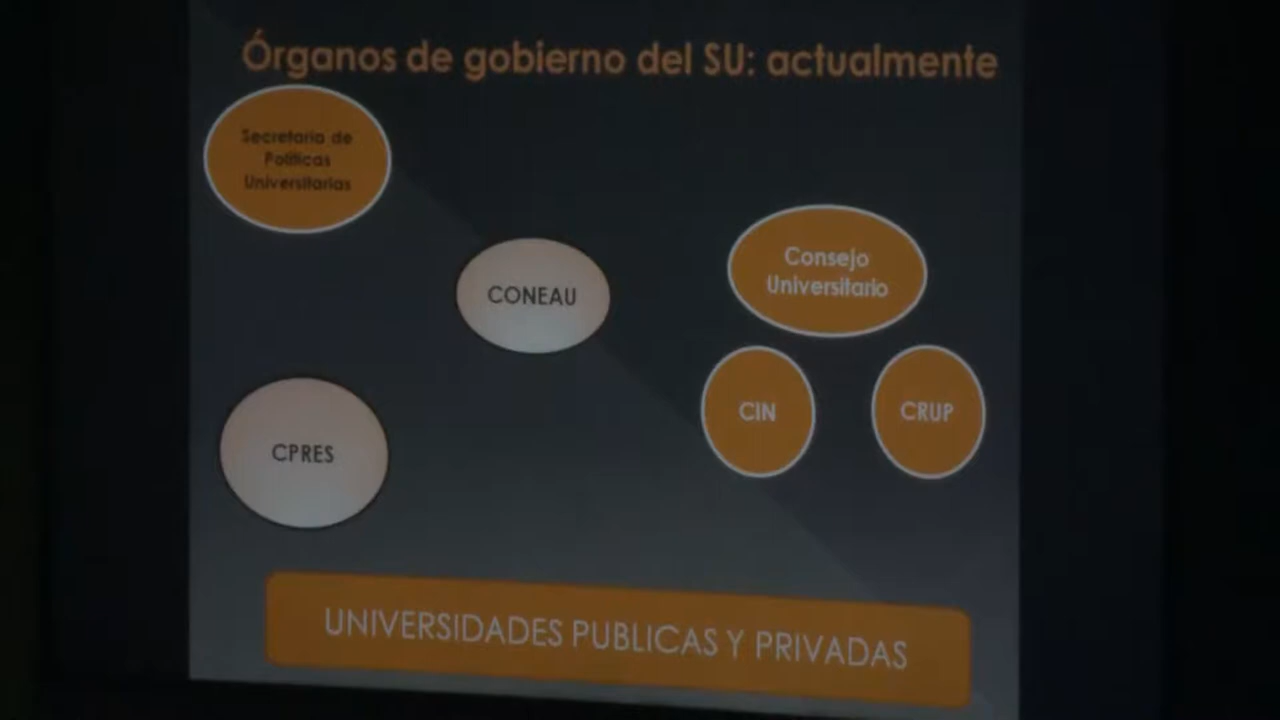 Órganos de gobierno del SU: actualmente
Secretaria de
Políticas
Universitarias
CONEAU
Consejo
Universitario
CIN
CRUP
CPRES
UNIVERSIDADES PUBLICAS Y PRIVADAS